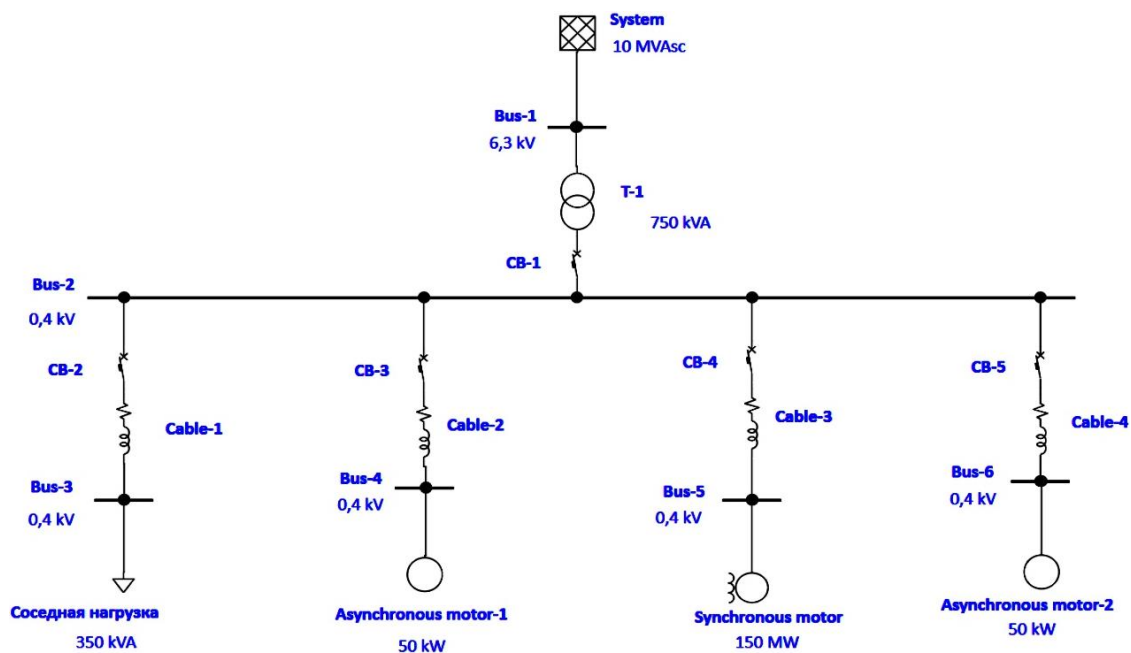 System
10 MVAsc
Bus-1
6,3 kV
T-1
750 kVA
CB-1
Bus-2
0,4 kV
CB-2
CB-3
CB-4
CB-5
Cable-1
Cable-2
Cable-3
Cable-4
Bus-3
0,4 kV
Bus-4
0,4 kV
Bus-5
0,4 kV
Bus-6
0,4 kV
Соседная нагрузка
350 kVA
Asynchronous motor-1
50 kW
Synchronous motor
150 MW
Asynchronous motor-2
50 kW